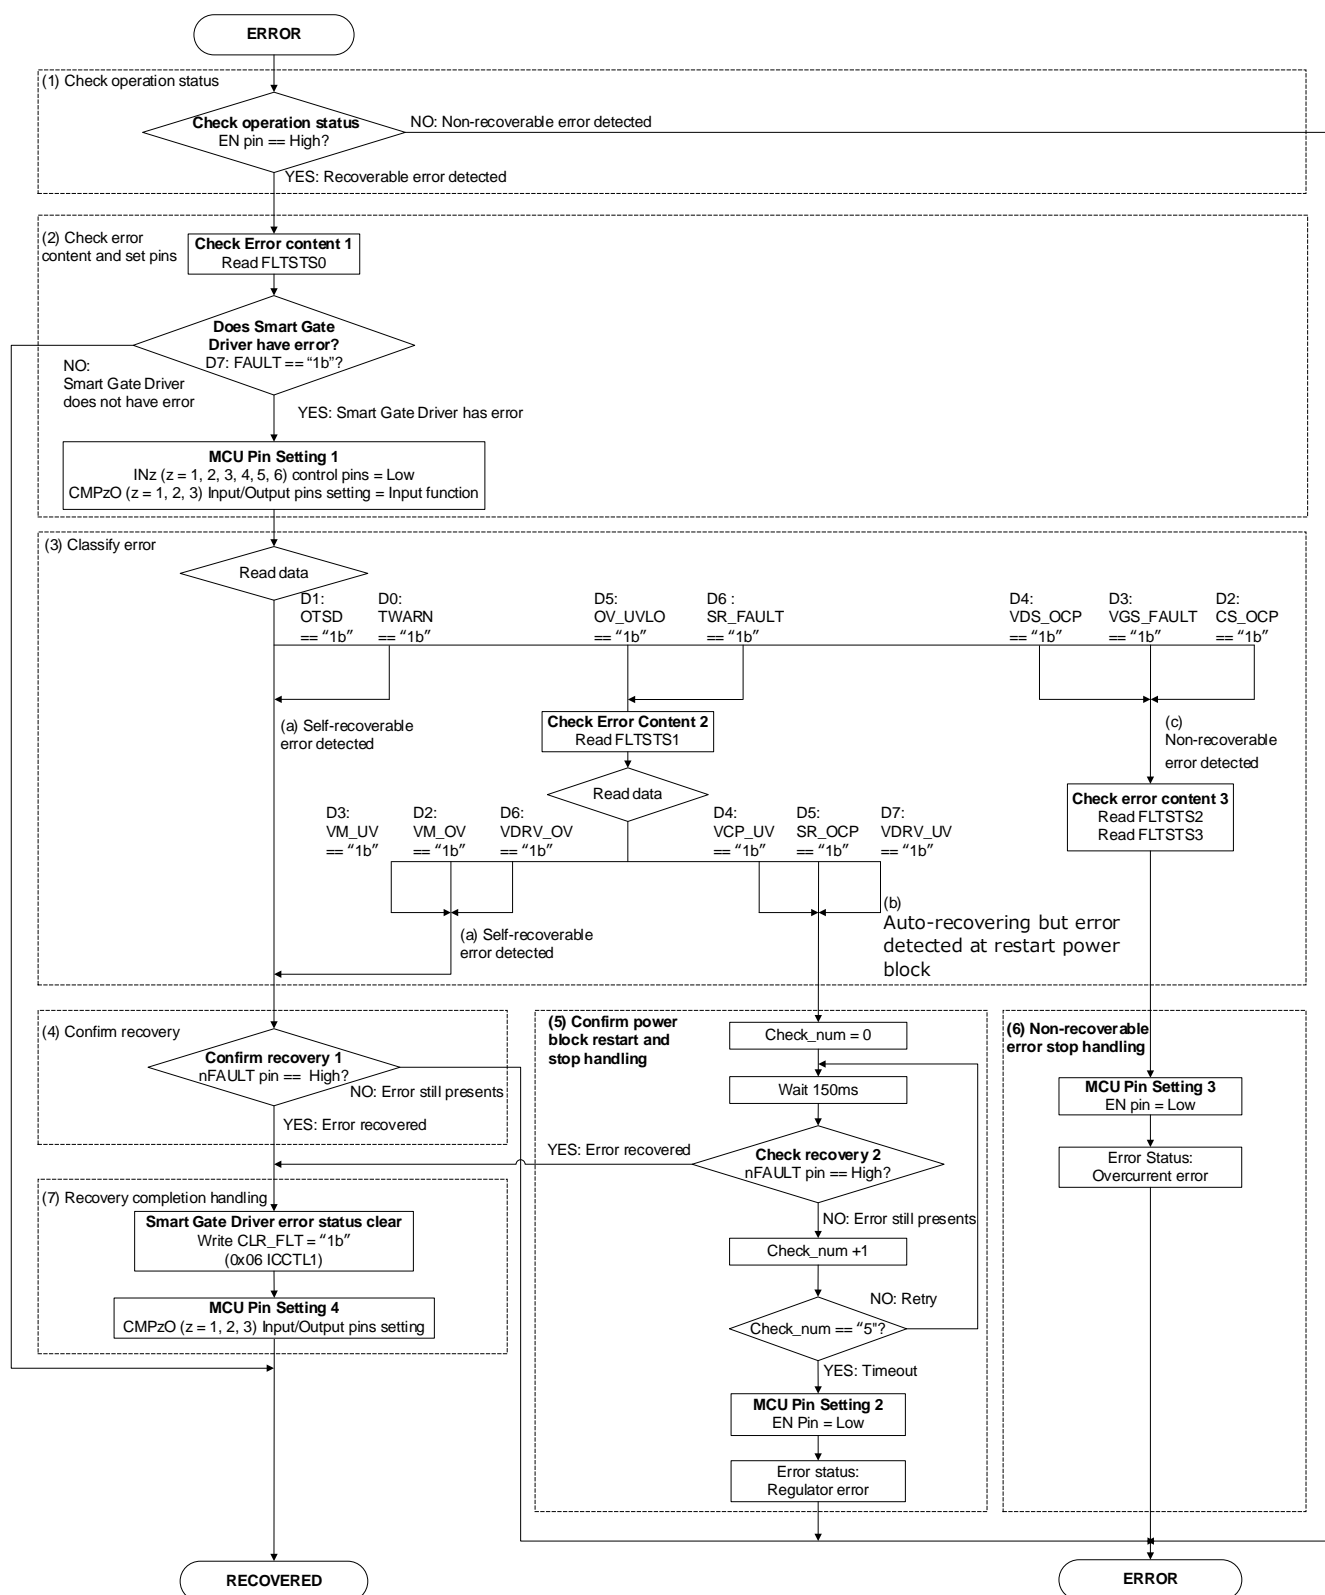 ERROR
(1) Check operation status
Check operation status
EN pin == High?
NO: Non-recoverable error detected
YES: Recoverable error detected
(2) Check error
content and set pins
Check Error content 1
Read FLTSTS0
Does Smart Gate
Driver have error?
D7: FAULT == “1b”?
NO:
Smart Gate Driver
does not have error
YES: Smart Gate Driver has error
MCU Pin Setting 1
INz (z = 1, 2, 3, 4, 5, 6) control pins = Low
CMPzO (z = 1, 2, 3) Input/Output pins setting = Input function
(3) Classify error
Read data
D1:
OTSD
== “1b”
D0:
TWARN
== “1b”
D5:
OV_UVLO
== “1b”
D6 :
SR_FAULT
== “1b”
D4:
VDS_OCP
== “1b”
D3:
VGS_FAULT
== “1b”
D2:
CS_OCP
== “1b”
(a) Self-recoverable
error detected
Check Error Content 2
Read FLTSTS1
(c)
Non-recoverable
error detected
Read data
Check error content 3
Read FLTSTS2
Read FLTSTS3
D3:
VM_UV
== “1b”
D2:
VM_OV
== “1b”
D6:
VDRV_OV
== “1b”
D4:
VCP_UV
== “1b”
D5:
SR_OCP
== “1b”
D7:
VDRV_UV
== “1b”
(a) Self-recoverable
error detected
(b)
Auto-recovering but error
detected at restart power
block
(4) Confirm recovery
Confirm recovery 1
nFAULT pin == High?
NO: Error still presents
YES: Error recovered
(5) Confirm power
block restart and
stop handling
Check_num = 0
Wait 150ms
YES: Error recovered
Check recovery 2
nFAULT pin == High?
NO: Error still presents
Check_num +1
NO: Retry
Check_num == “5”?
YES: Timeout
MCU Pin Setting 2
EN Pin = Low
Error status:
Regulator error
(6) Non-recoverable
error stop handling
MCU Pin Setting 3
EN pin = Low
Error Status:
Overcurrent error
(7) Recovery completion handling
Smart Gate Driver error status clear
Write CLR_FLT = “1b”
(0x06 ICCTL1)
MCU Pin Setting 4
CMPzO (z = 1, 2, 3) Input/Output pins setting
RECOVERED
ERROR